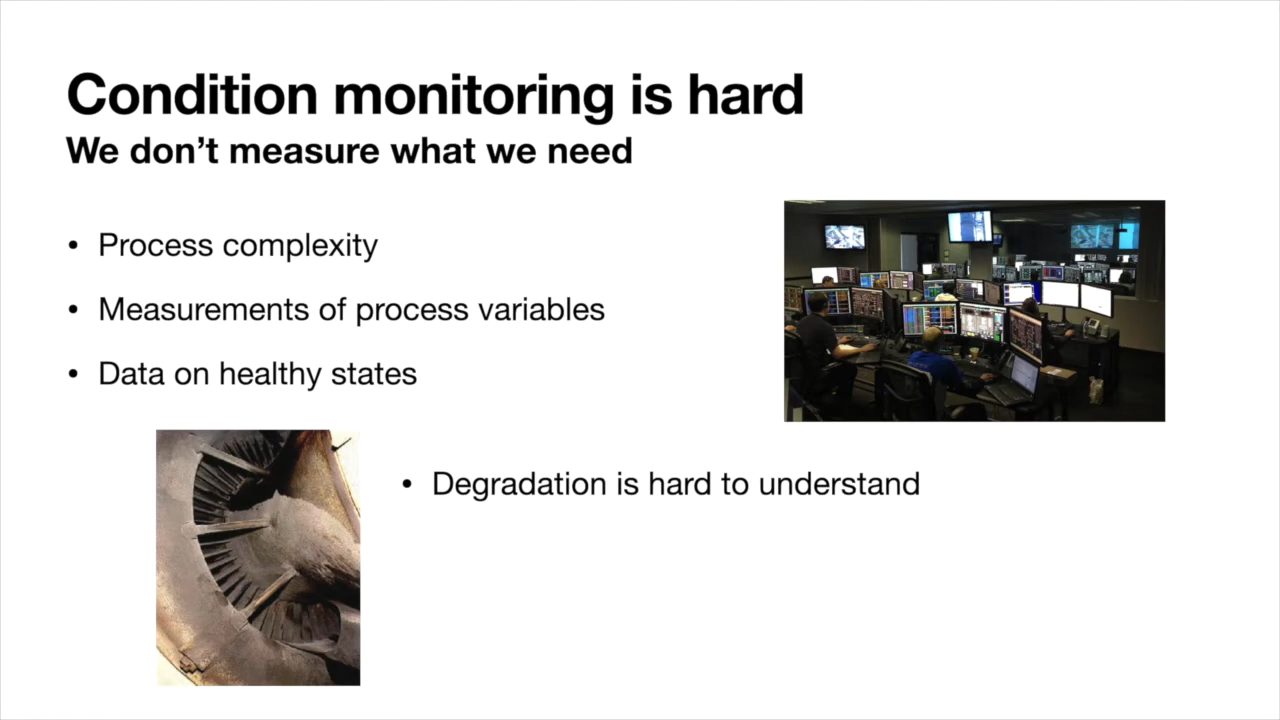 Condition monitoring is hard
We don’t measure what we need
• Process complexity
• Measurements of process variables
• Data on healthy states
• Degradation is hard to understand